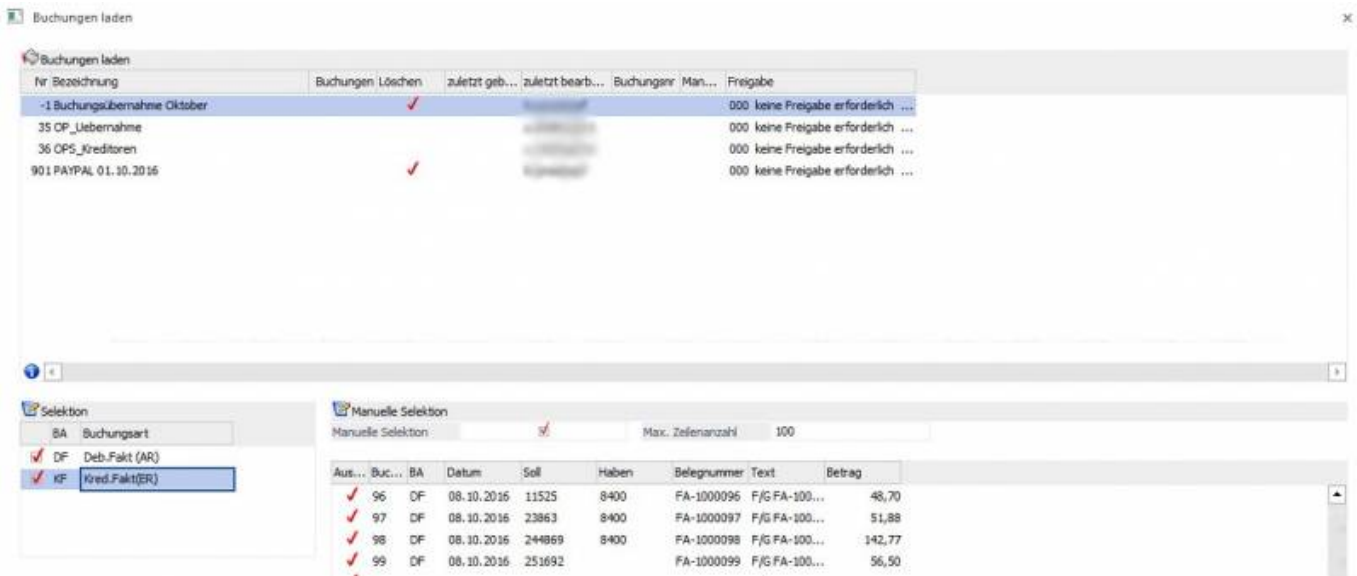 Buchungen laden
Buchungen laden
Nr Bezeichnung Buchungen Löschen zuletzt geb... zuletzt bearb... Buchungsnr Man... Freigabe
-1 Buchungsübernahme Oktober 000 keine Freigabe erforderlich ...
35 OP_Uebernahme 000 keine Freigabe erforderlich ...
36 OPS_Kreditoren 000 keine Freigabe erforderlich ...
901 PAYPAL 01.10.2016 000 keine Freigabe erforderlich ...
Selektion
BA Buchungsart
DF Deb.Fakt (AR)
KF Kred.Fakt(ER)
Manuelle Selektion
Manuelle Selektion Max. Zeilenanzahl 100
Aus... Buc... BA Datum Soll Haben Belegnummer Text Betrag
96 DF 08.10.2016 11525 8400 FA-1000096 F/G FA-100... 48,70
97 DF 08.10.2016 23863 8400 FA-1000097 F/G FA-100... 51,88
98 DF 08.10.2016 244869 8400 FA-1000098 F/G FA-100... 142,77
99 DF 08.10.2016 251692 FA-1000099 F/G FA-100... 56,50